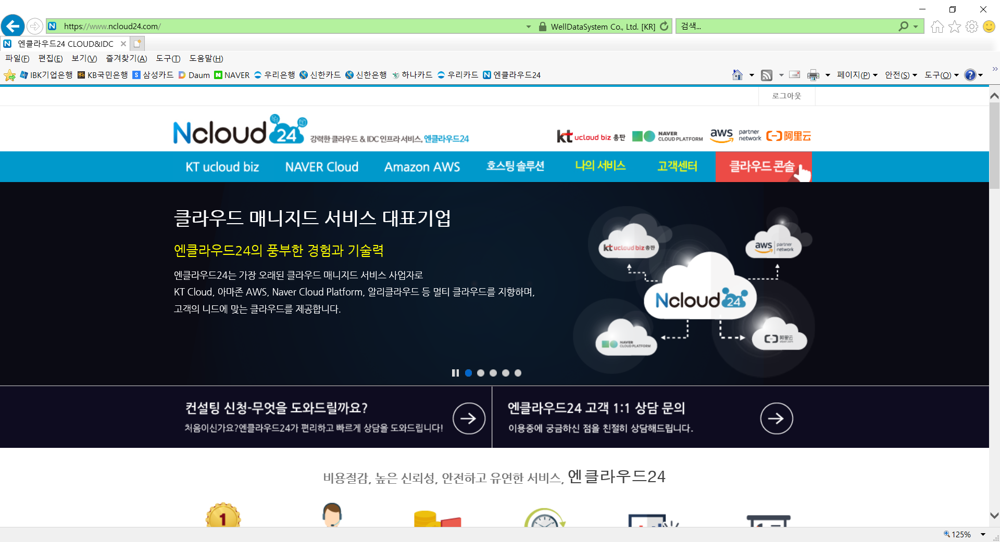 https://www.ncloud24.com/
WellDataSystem Co., Ltd. [KR]
검색...
엔클라우드24 CLOUD&IDC
파일(F) 편집(E) 보기(V) 즐겨찾기(A) 도구(T) 도움말(H)
IBK기업은행 KB국민은행 삼성카드 Daum NAVER 우리은행 신한카드 신한은행 하나카드 우리카드 엔클라우드24
페이지(P) 안전(S) 도구(O)
로그아웃
Ncloud24 강력한 클라우드 & IDC 인프라 서비스, 엔클라우드24
kt ucloud biz 총판
NAVER CLOUD PLATFORM
aws partner network
阿里云
KT ucloud biz NAVER Cloud Amazon AWS 호스팅 솔루션 나의 서비스 고객센터 클라우드 콘솔
클라우드 매니지드 서비스 대표기업
엔클라우드24의 풍부한 경험과 기술력
엔클라우드24는 가장 오래된 클라우드 매니지드 서비스 사업자로
KT Cloud, 아마존 AWS, Naver Cloud Platform, 알리클라우드 등 멀티 클라우드를 지향하며,
고객의 니드에 맞는 클라우드를 제공합니다.
kt ucloud biz 총판
aws partner network
Ncloud24
NAVER CLOUD PLATFORM
阿里云
컨설팅 신청-무엇을 도와드릴까요?
처음이신가요?엔클라우드24가 편리하고 빠르게 상담을 도와드립니다!
엔클라우드24 고객 1:1 상담 문의
이용중에 궁금하신 점을 친절히 상담해드립니다.
비용절감, 높은 신뢰성, 안전하고 유연한 서비스, 엔클라우드24
1
125%